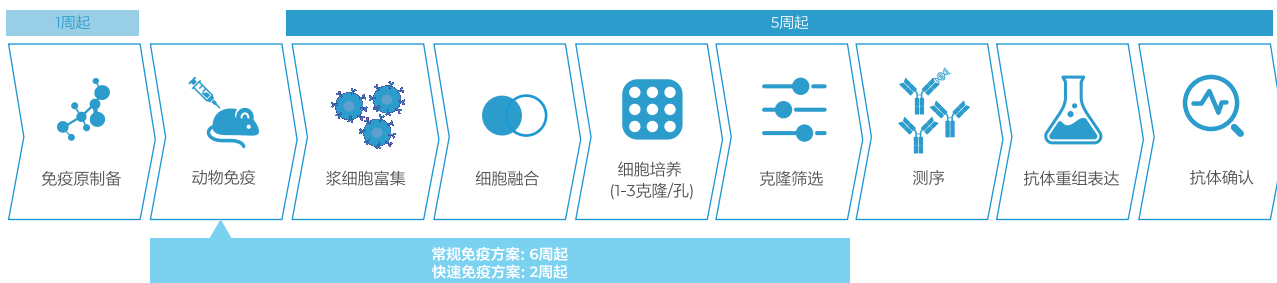 1周起
5周起
免疫原制备
动物免疫
浆细胞富集
细胞融合
细胞培养
(1-3克隆/孔)
克隆筛选
测序
抗体重组表达
抗体确认
常规免疫方案: 6周起
快速免疫方案: 2周起